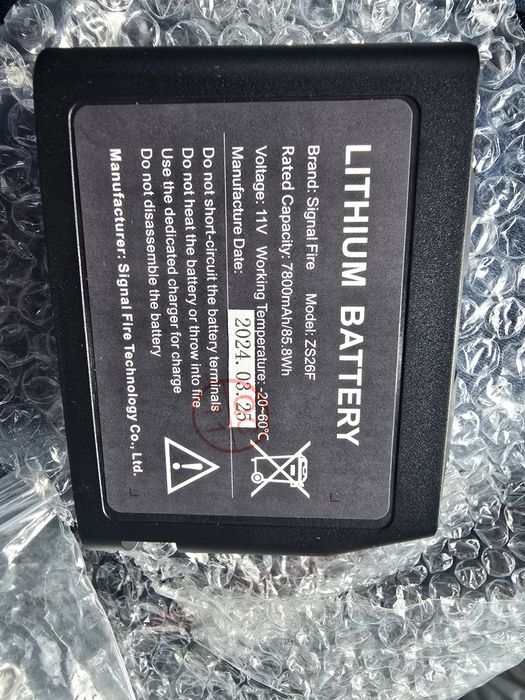 LITHIUM BATTERY
Brand: Signal Fire Model: ZS26F
Rated Capacity: 7800mAh/85.8Wh
Voltage: 11V Working Temperature: -20~60℃
Manufacture Date: 2024.03.25
Do not short-circuit the battery terminals
Do not heat the battery or throw into fire
Use the dedicated charger for charge
Do not disassemble the battery
Manufacturer: Signal Fire Technology Co., Ltd.